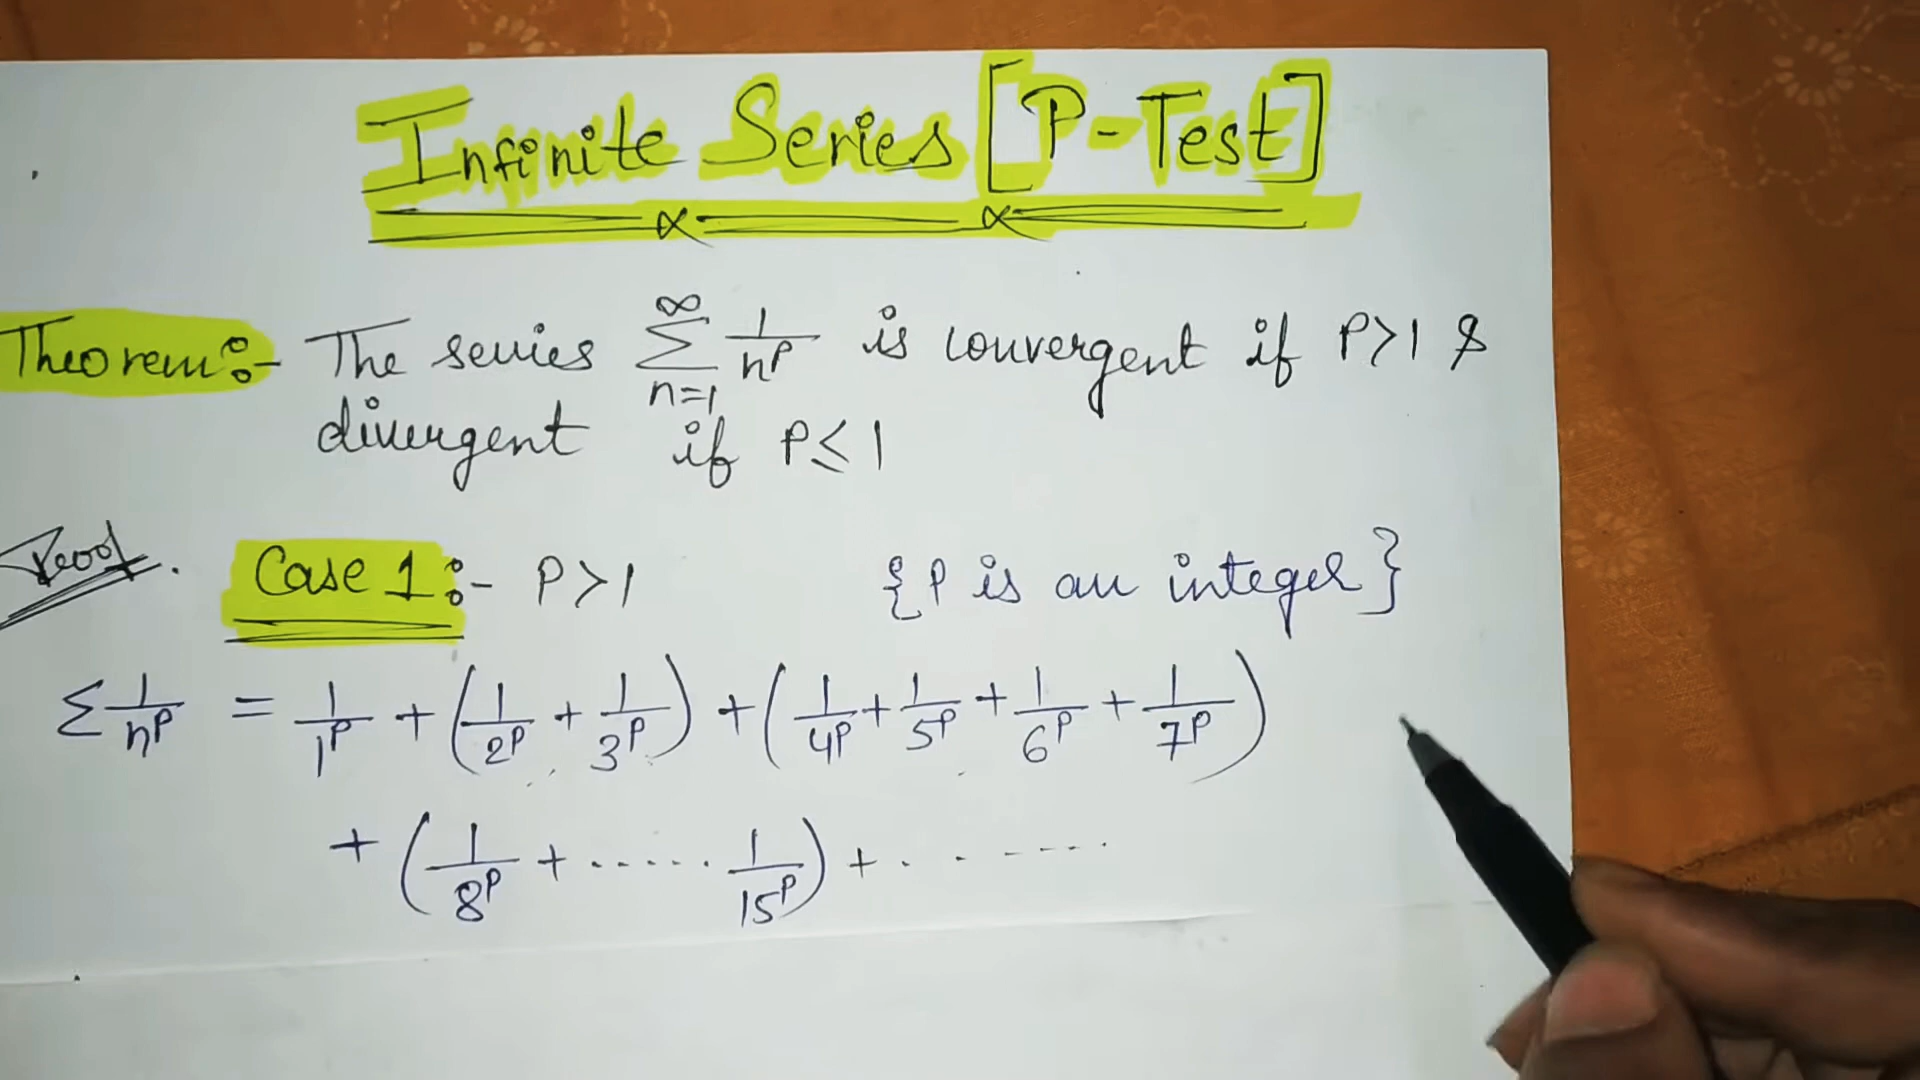 Infinite Series [P-Test]
Theorem:- The series ∑_{n=1}^{∞} 1/n^p is convergent if P>1 &
divergent if P≤1
Proof. Case 1:- P>1 {P is an integer}
∑ 1/n^p = 1/1^p + (1/2^p + 1/3^p) + (1/4^p + 1/5^p + 1/6^p + 1/7^p)
+ (1/8^p + ...... 1/15^p) + .......